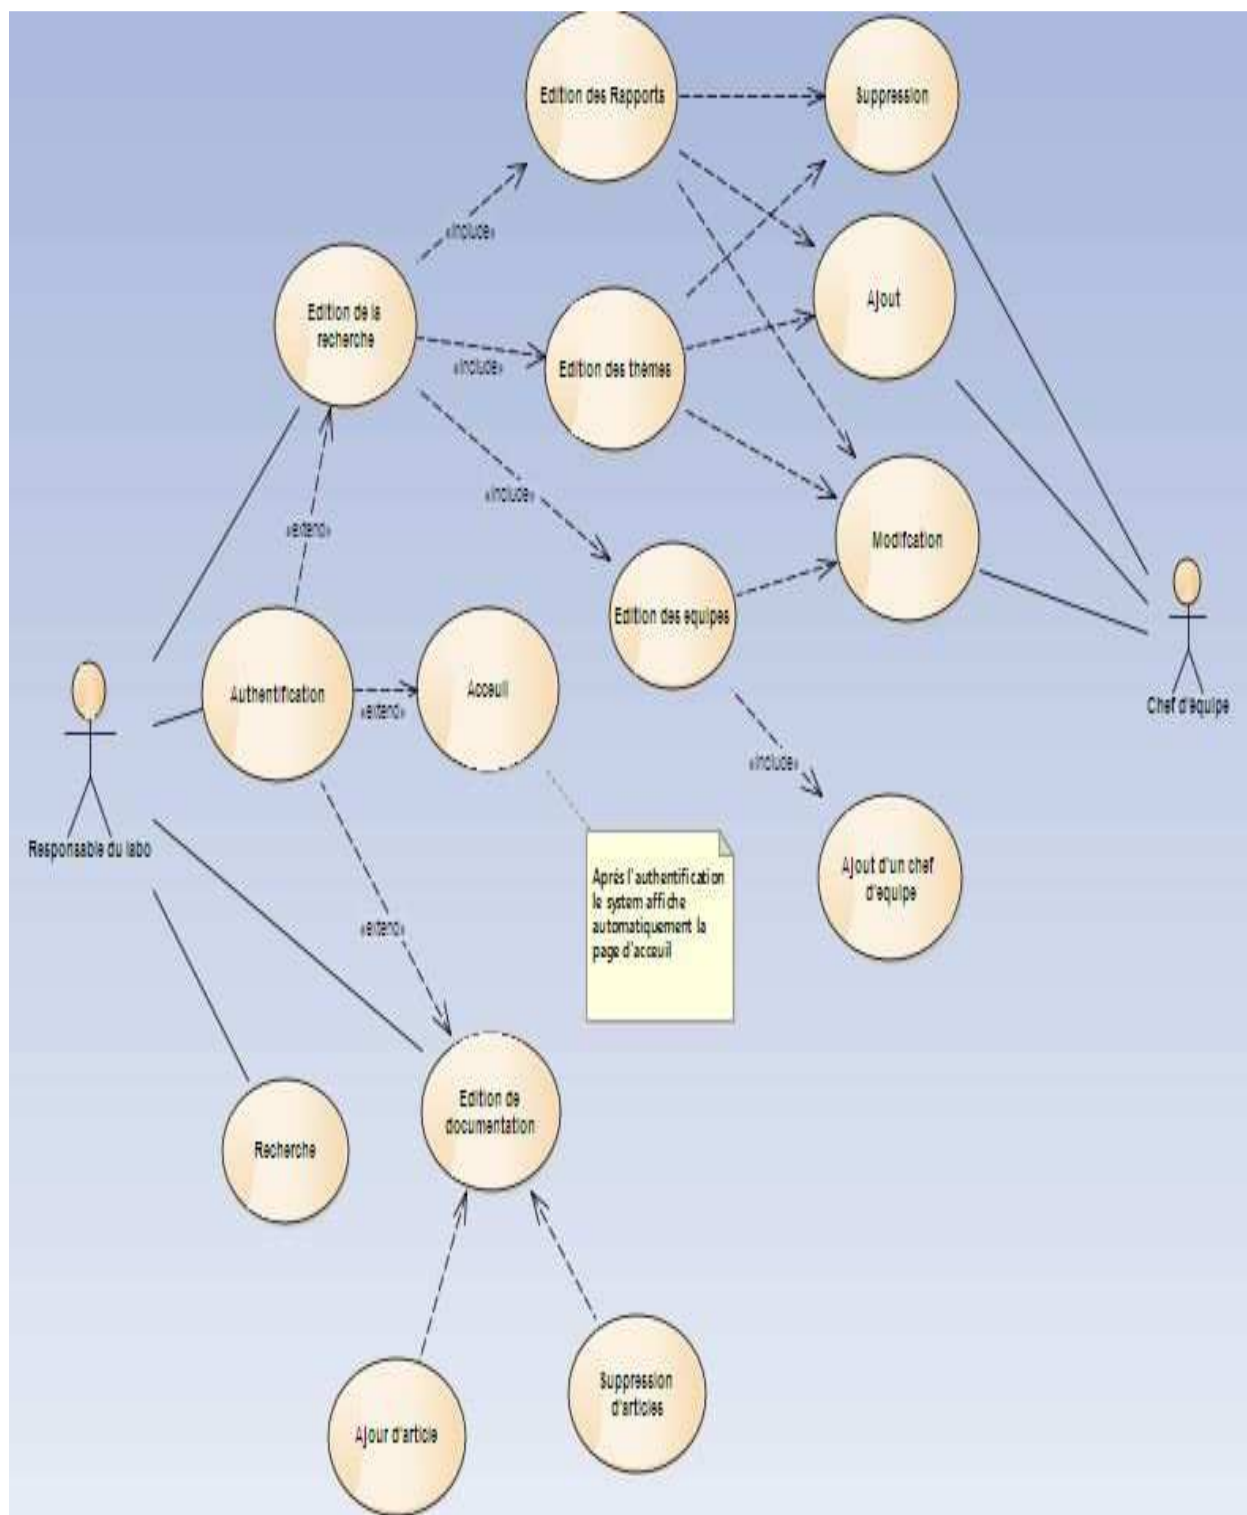 Edition des Rapports
Suppression
«include»
Edition de la
recherche
Ajout
«include»
Edition des thèmes
«include»
«extend»
Modifcation
Edition des equipes
Authentification
«extend»
Acceuil
Chef d'équipe
«include»
Responsable du labo
Après l'authentification
le system affiche
automatiquement la
page d'acceuil
Ajout d'un chef
d'equipe
«extend»
Edition de
documentation
Recherche
Suppression
d'articles
Ajour d'article